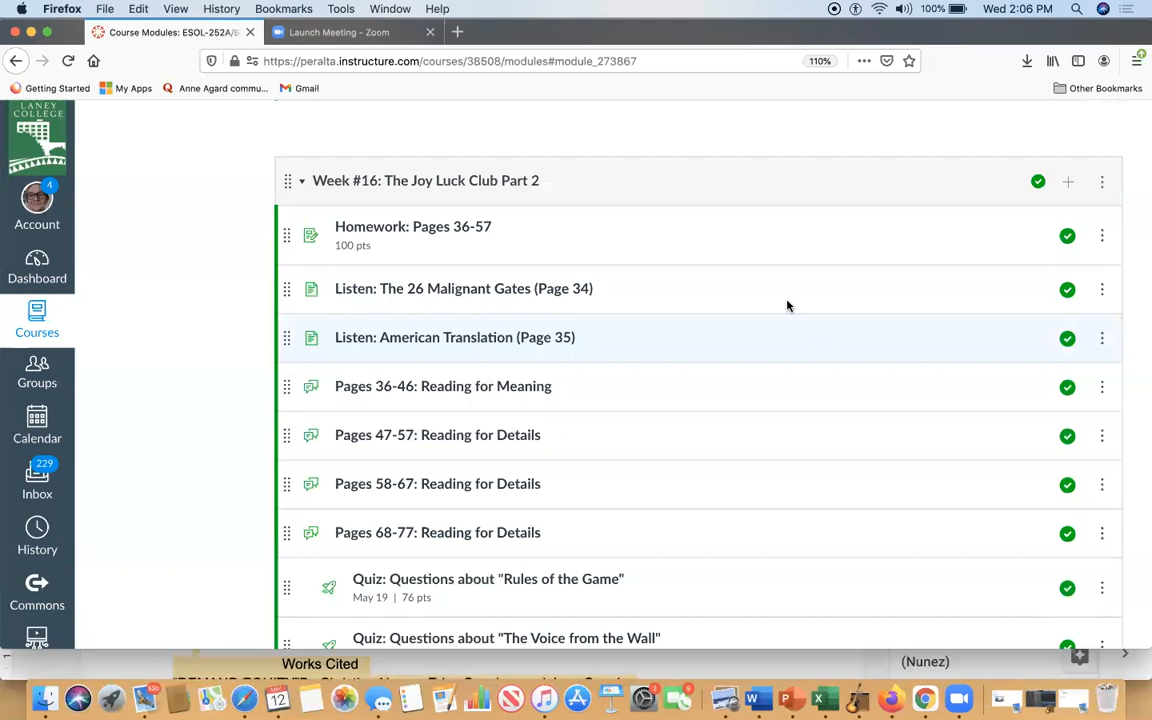 Firefox File Edit View History Bookmarks Tools Window Help 100% Wed 2:06 PM
Course Modules: ESOL-252A/B Launch Meeting - Zoom
https://peralta.instructure.com/courses/38508/modules#module_273867 110%
Getting Started My Apps Anne Agard commu... Gmail Other Bookmarks
LANEY
COLLEGE
4
Account
Dashboard
Courses
Groups
Calendar
229
Inbox
History
Commons
Week #16: The Joy Luck Club Part 2
Homework: Pages 36-57
100 pts
Listen: The 26 Malignant Gates (Page 34)
Listen: American Translation (Page 35)
Pages 36-46: Reading for Meaning
Pages 47-57: Reading for Details
Pages 58-67: Reading for Details
Pages 68-77: Reading for Details
Quiz: Questions about "Rules of the Game"
May 19 | 76 pts
Quiz: Questions about "The Voice from the Wall"
Works Cited
(Nunez)